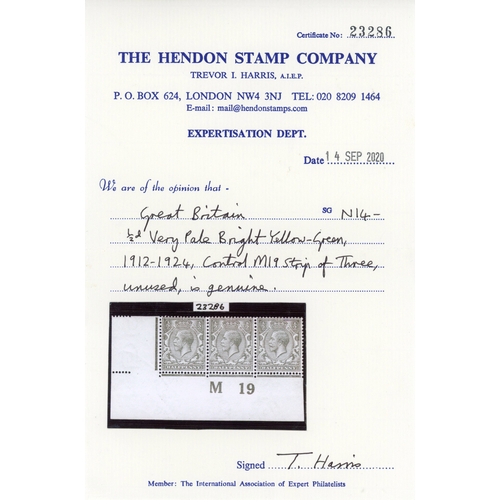 Certificate No: 23286
THE HENDON STAMP COMPANY
TREVOR I. HARRIS, A.I.E.P.
P.O. BOX 624, LONDON NW4 3NJ TEL: 020 8209 1464
E-mail: mail@hendonstamps.com
EXPERTISATION DEPT.
Date 14 SEP 2020
We are of the opinion that -
Great Britain SG N14-
½d Very Pale Bright Yellow-Green,
1912-1924, Control M19 Strip of Three,
unused, is genuine.
23286
M 19
Signed T. Harris
Member: The International Association of Expert Philatelists